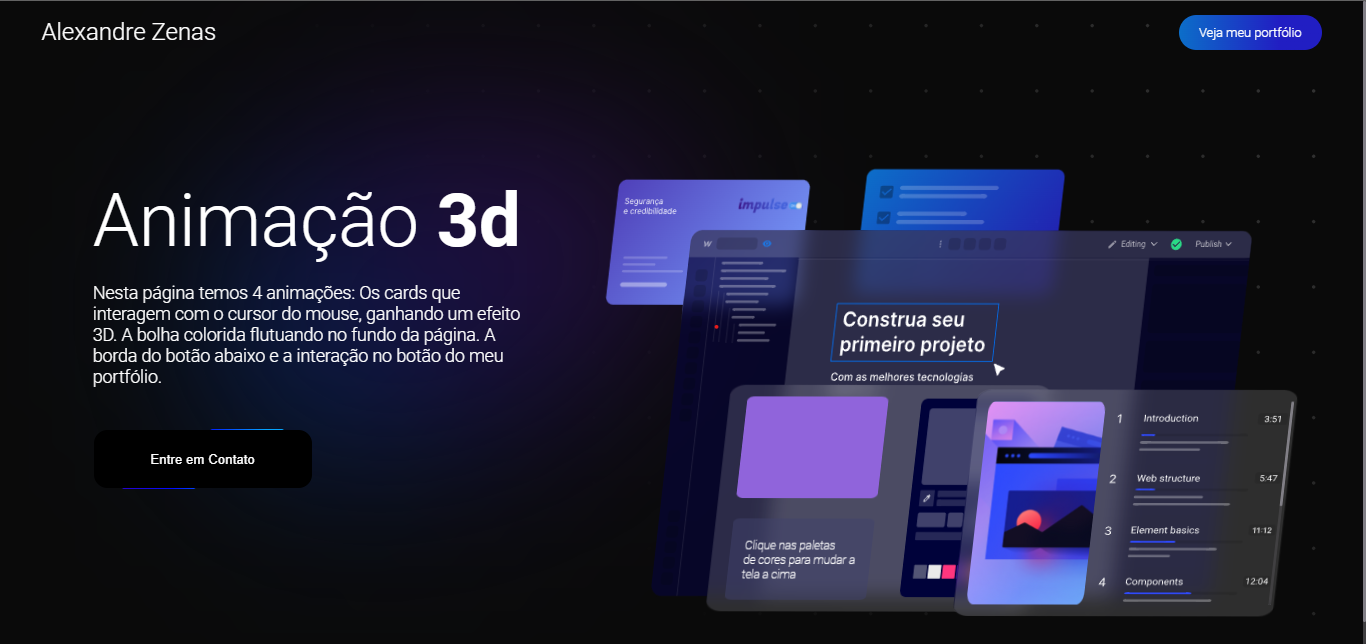 Alexandre Zenas
Veja meu portfólio
Animação 3d
Nesta página temos 4 animações: Os cards que
interagem com o cursor do mouse, ganhando um efeito
3D. A bolha colorida flutuando no fundo da página. A
borda do botão abaixo e a interação no botão do meu
portfólio.
Entre em Contato
Segurança
e credibilidade
impulse
W
Editing
Publish
Construa seu
primeiro projeto
Com as melhores tecnologias
Clique nas paletas
de cores para mudar a
tela a cima
1 Introduction 3:51
2 Web structure 5:47
3 Element basics 11:12
4 Components 12:04